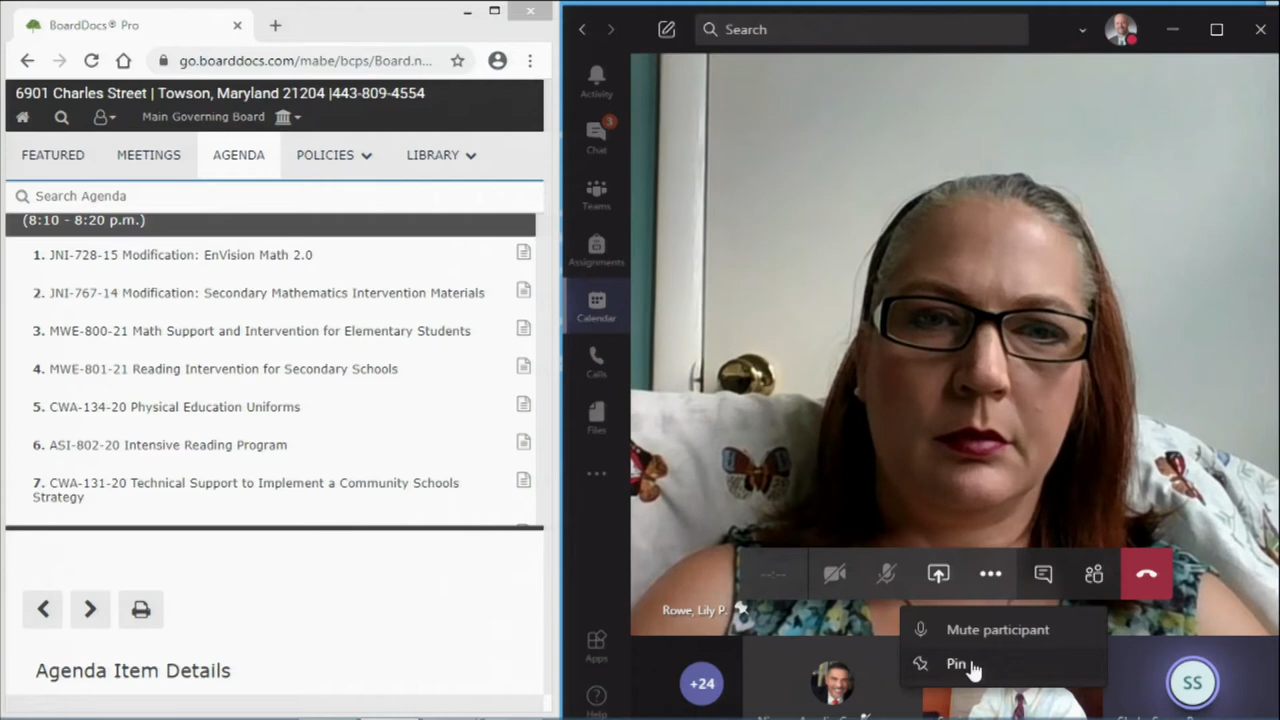 BoardDocs® Pro
go.boarddocs.com/mabe/bcps/Board.n...
6901 Charles Street | Towson, Maryland 21204 |443-809-4554
Main Governing Board
FEATURED MEETINGS AGENDA POLICIES LIBRARY
Search Agenda
(8:10 - 8:20 p.m.)
1. JNI-728-15 Modification: EnVision Math 2.0
2. JNI-767-14 Modification: Secondary Mathematics Intervention Materials
3. MWE-800-21 Math Support and Intervention for Elementary Students
4. MWE-801-21 Reading Intervention for Secondary Schools
5. CWA-134-20 Physical Education Uniforms
6. ASI-802-20 Intensive Reading Program
7. CWA-131-20 Technical Support to Implement a Community Schools
Strategy
Agenda Item Details
Search
Activity
3
Chat
Teams
Assignments
Calendar
Calls
Files
Apps
Help
--:--
Rowe, Lily P.
Mute participant
Pin
+24
SS